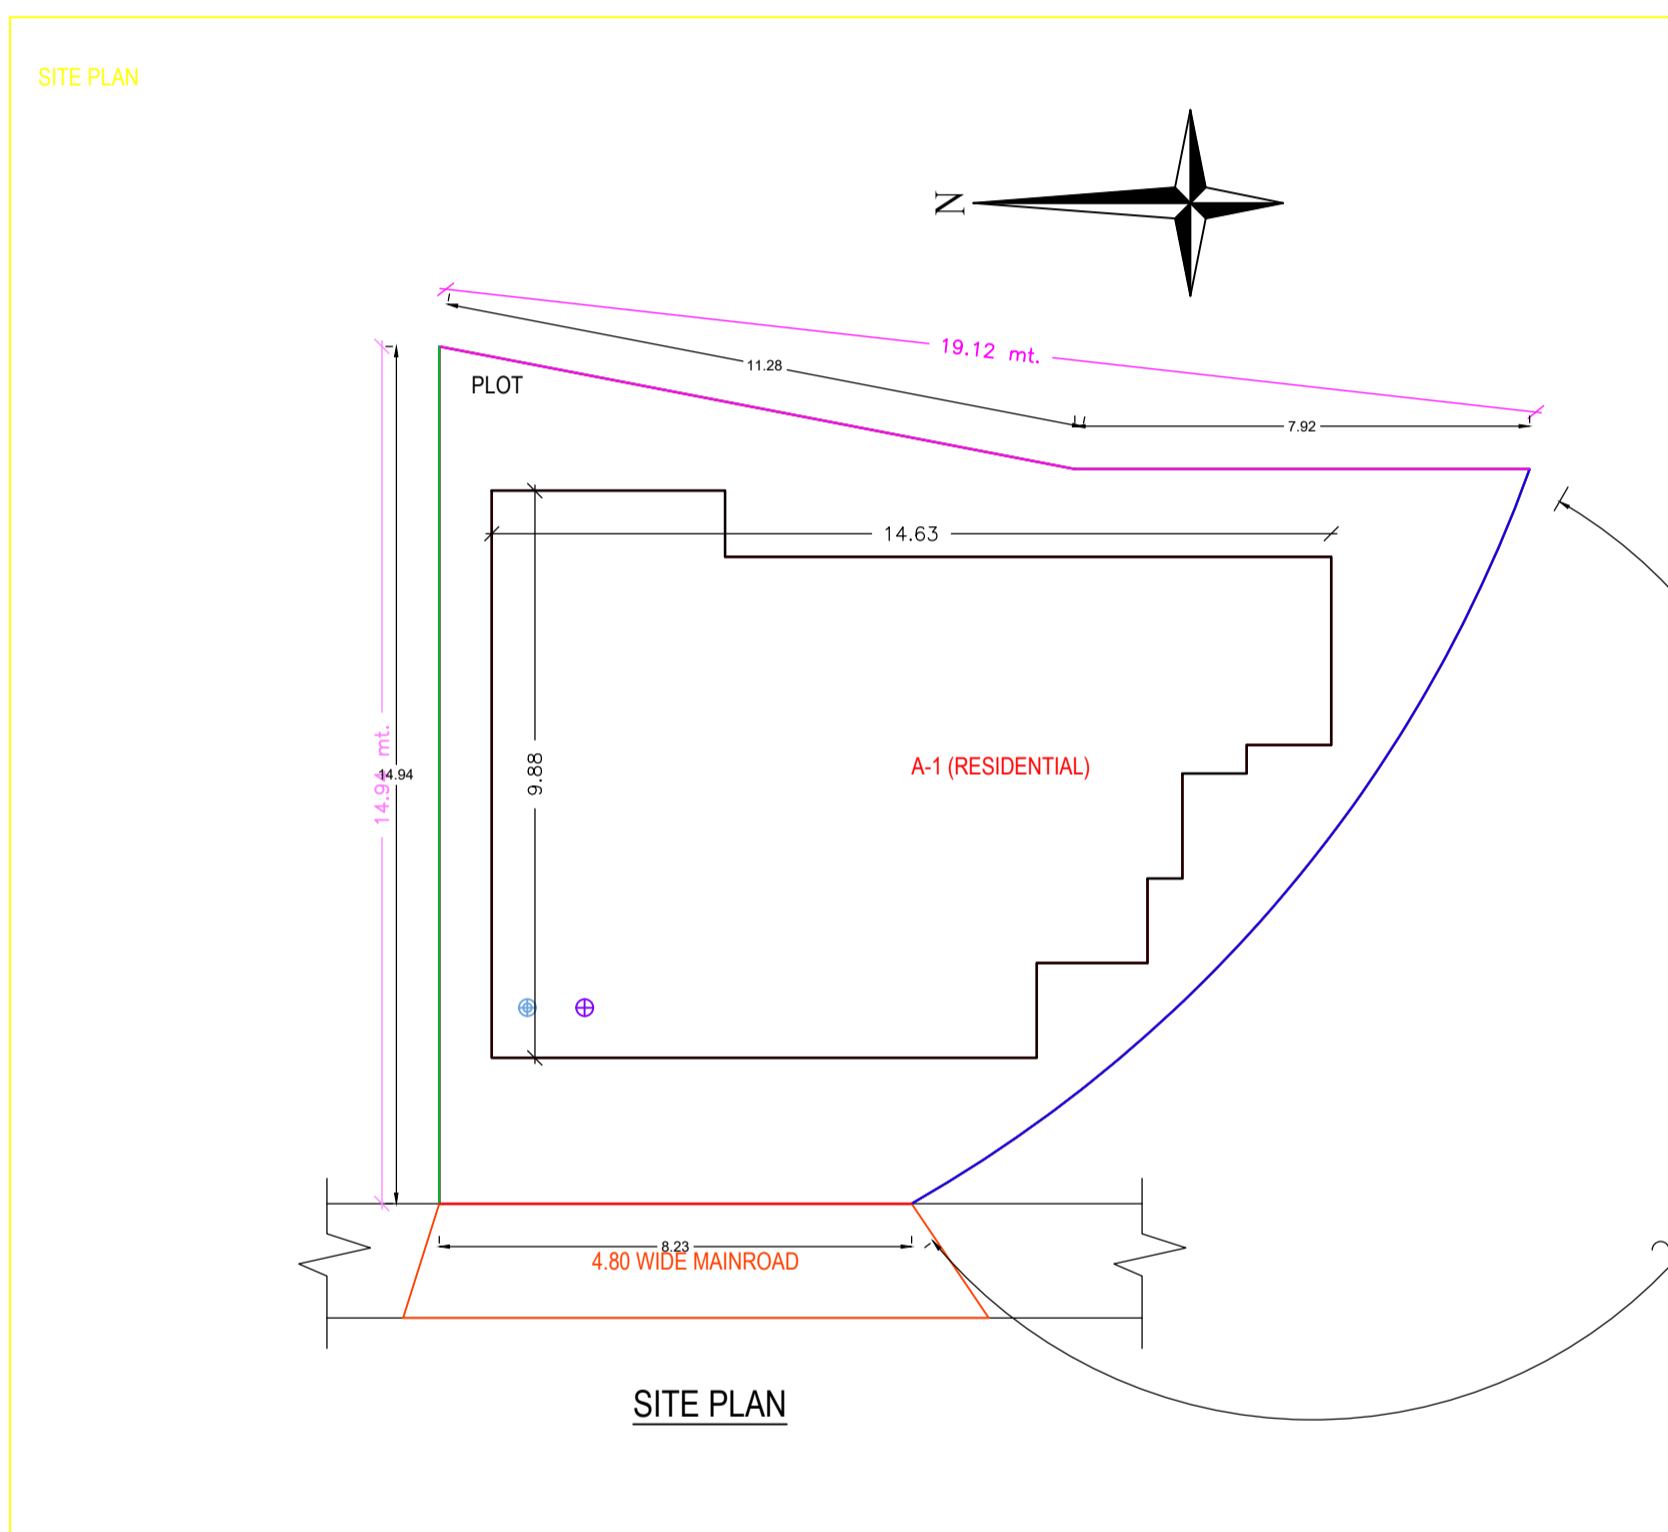 SITE PLAN
N
19.12 mt.
11.28
7.92
PLOT
14.63
9.88
14.94 mt.
14.94
A-1 (RESIDENTIAL)
8.23
4.80 WIDE MAINROAD
SITE PLAN